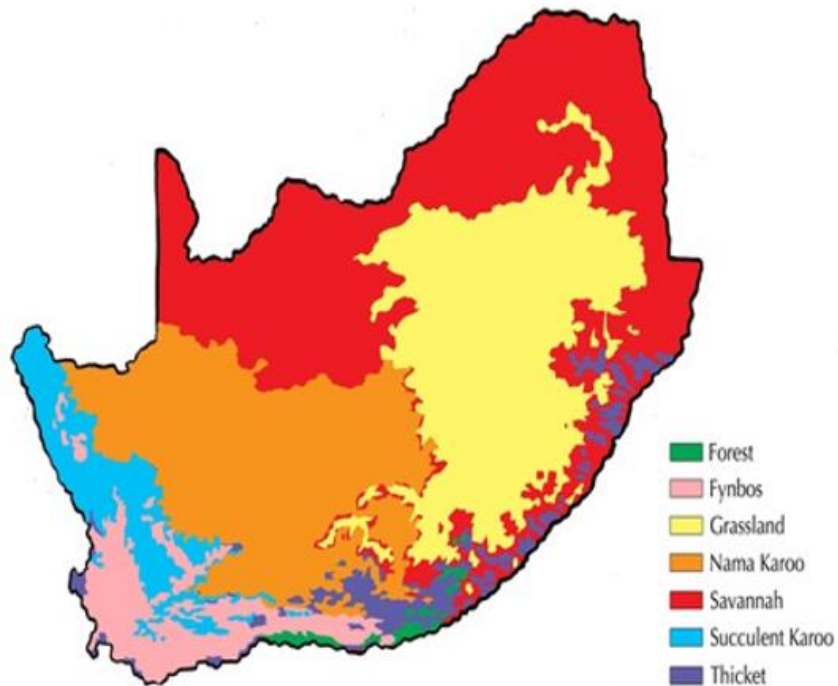 Forest
Fynbos
Grassland
Nama Karoo
Savannah
Succulent Karoo
Thicket